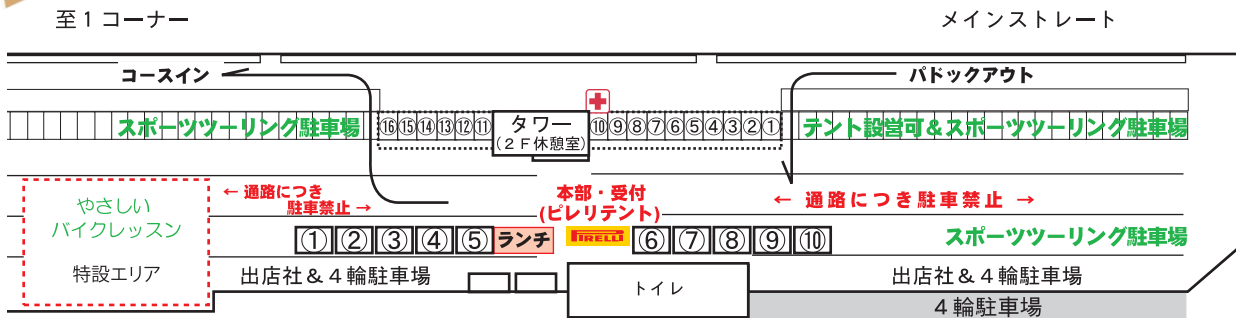 至1コーナー
メインストレート
コースイン
パドックアウト
スポーツツーリング駐車場
⑯⑮⑭⑬⑫⑪
タワー
(2F休憩室)
⑩⑨⑧⑦⑥⑤④③②①
テント設営可&スポーツツーリング駐車場
← 通路につき
駐車禁止 →
本部・受付
(ピレリテント)
← 通路につき駐車禁止 →
やさしい
バイクレッスン
特設エリア
①②③④⑤
ランチ
PIRELLI
⑥⑦⑧⑨⑩
スポーツツーリング駐車場
出店社&4輪駐車場
トイレ
出店社&4輪駐車場
4輪駐車場